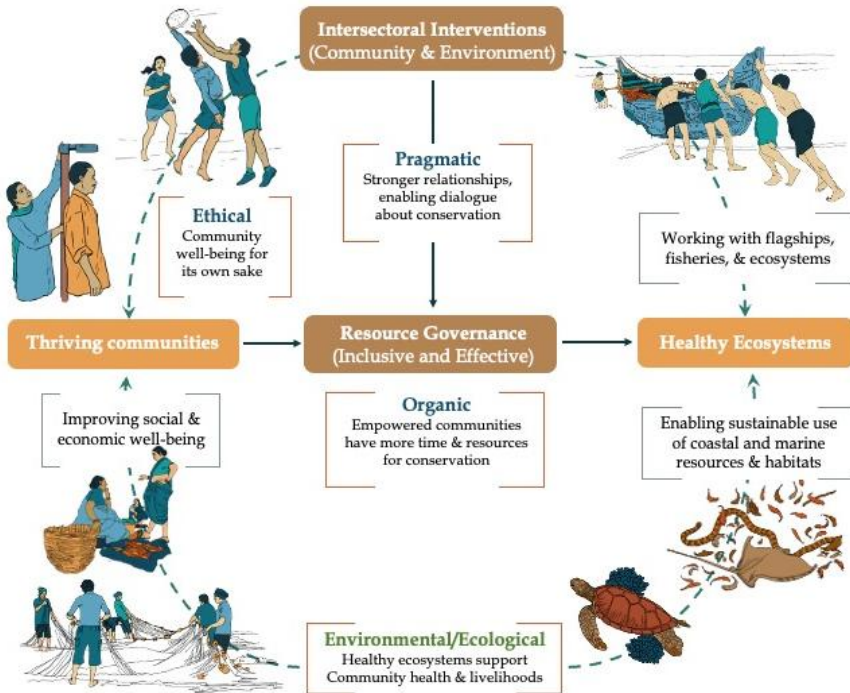 Intersectoral Interventions
(Community & Environment)
Pragmatic
Stronger relationships,
enabling dialogue
about conservation
Ethical
Community
well-being for
its own sake
Working with flagships,
fisheries, & ecosystems
Thriving communities
Resource Governance
(Inclusive and Effective)
Healthy Ecosystems
Improving social &
economic well-being
Organic
Empowered communities
have more time & resources
for conservation
Enabling sustainable use
of coastal and marine
resources & habitats
Environmental/Ecological
Healthy ecosystems support
Community health & livelihoods